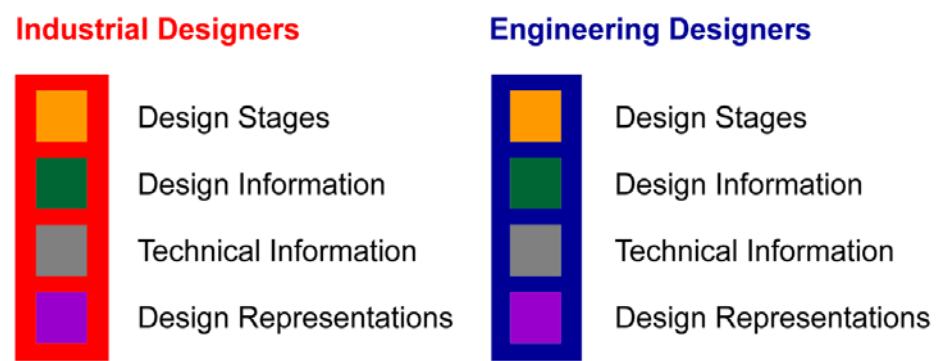 Industrial Designers
Design Stages
Design Information
Technical Information
Design Representations
Engineering Designers
Design Stages
Design Information
Technical Information
Design Representations